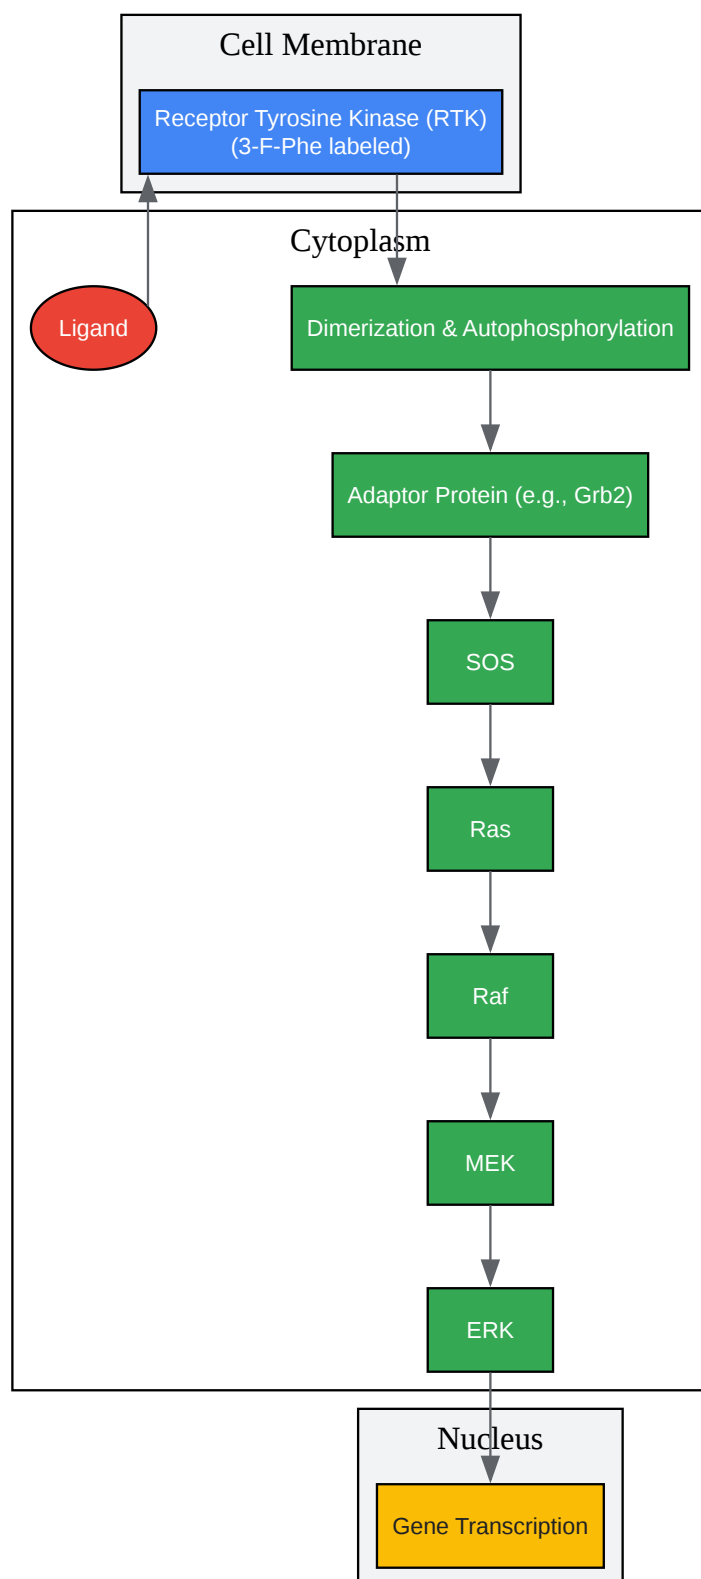 Cell Membrane
Receptor Tyrosine Kinase (RTK)
(3-F-Phe labeled)
Cytoplasm
Ligand
Dimerization & Autophosphorylation
Adaptor Protein (e.g., Grb2)
SOS
Ras
Raf
MEK
ERK
Nucleus
Gene Transcription